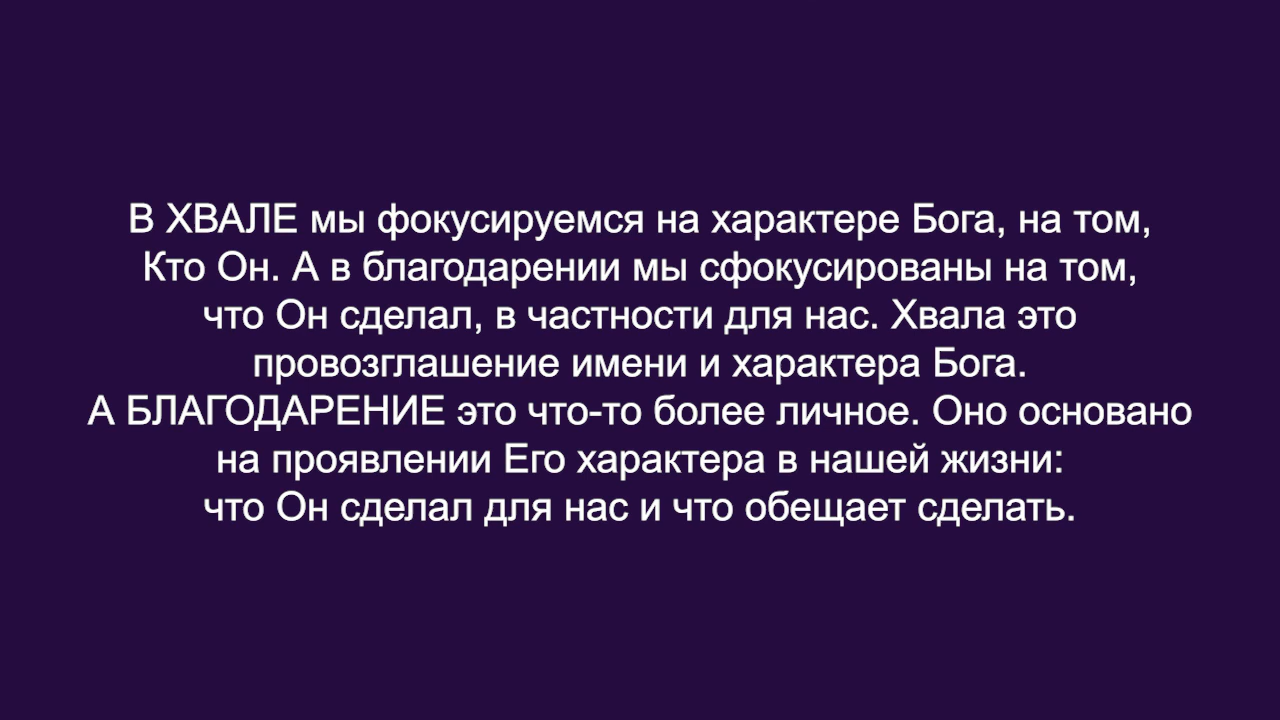 В ХВАЛЕ мы фокусируемся на характере Бога, на том,
Кто Он. А в благодарении мы сфокусированы на том,
что Он сделал, в частности для нас. Хвала это
провозглашение имени и характера Бога.
А БЛАГОДАРЕНИЕ это что-то более личное. Оно основано
на проявлении Его характера в нашей жизни:
что Он сделал для нас и что обещает сделать.